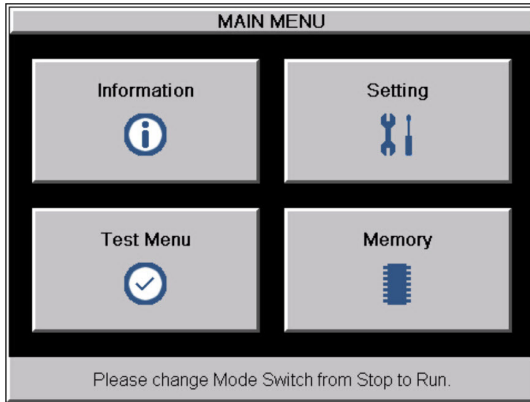 MAIN MENU
Information
Setting
Test Menu
Memory
Please change Mode Switch from Stop to Run.